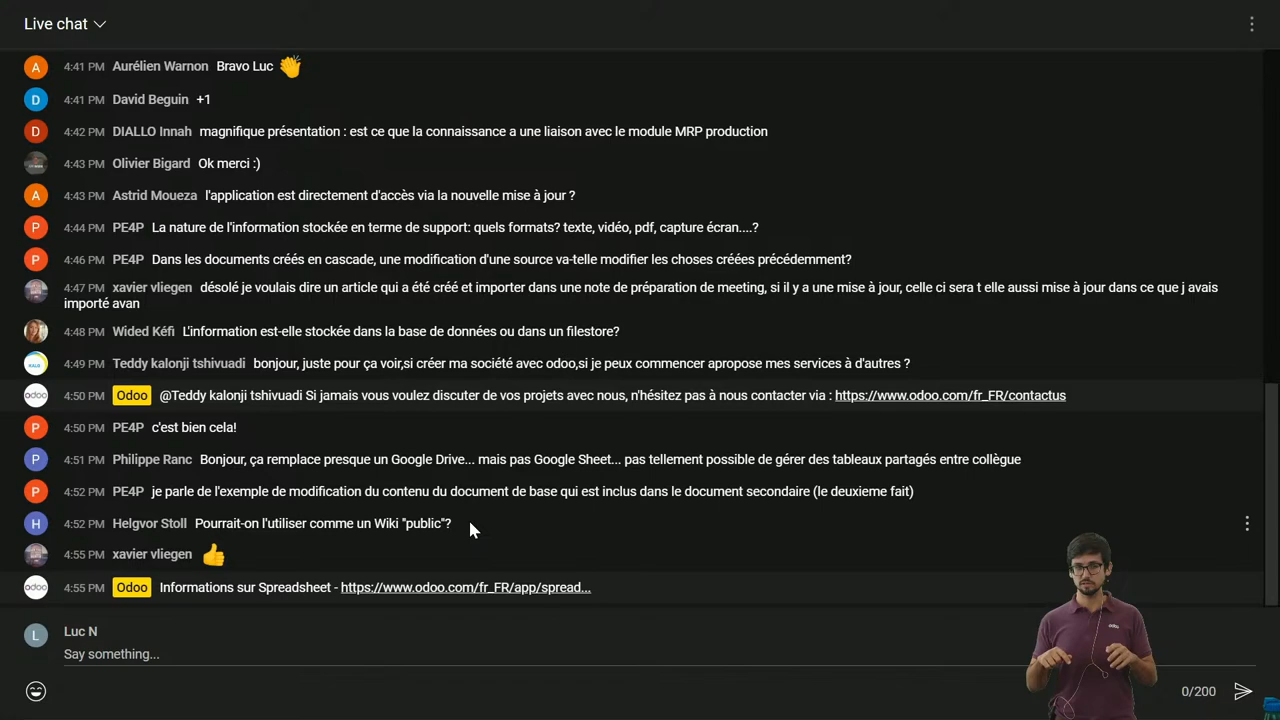 Live chat
A 4:41 PM Aurélien Warnon Bravo Luc 👏
D 4:41 PM David Beguin +1
D 4:42 PM DIALLO Innah magnifique présentation : est ce que la connaissance a une liaison avec le module MRP production
4:43 PM Olivier Bigard Ok merci :)
A 4:43 PM Astrid Moueza l'application est directement d'accès via la nouvelle mise à jour ?
P 4:44 PM PE4P La nature de l'information stockée en terme de support: quels formats? texte, vidéo, pdf, capture écran....?
P 4:46 PM PE4P Dans les documents créés en cascade, une modification d'une source va-telle modifier les choses créées précédemment?
4:47 PM xavier vliegen désolé je voulais dire un article qui a été créé et importer dans une note de préparation de meeting, si il y a une mise à jour, celle ci sera t elle aussi mise à jour dans ce que j avais
importé avan
4:48 PM Wided Kéfi L'information est-elle stockée dans la base de données ou dans un filestore?
4:49 PM Teddy kalonji tshivuadi bonjour, juste pour ça voir,si créer ma société avec odoo,si je peux commencer apropose mes services à d'autres ?
odoo 4:50 PM Odoo @Teddy kalonji tshivuadi Si jamais vous voulez discuter de vos projets avec nous, n'hésitez pas à nous contacter via : https://www.odoo.com/fr_FR/contactus
P 4:50 PM PE4P c'est bien cela!
P 4:51 PM Philippe Ranc Bonjour, ça remplace presque un Google Drive... mais pas Google Sheet... pas tellement possible de gérer des tableaux partagés entre collègue
P 4:52 PM PE4P je parle de l'exemple de modification du contenu du document de base qui est inclus dans le document secondaire (le deuxieme fait)
H 4:52 PM Helgvor Stoll Pourrait-on l'utiliser comme un Wiki "public"?
4:55 PM xavier vliegen 👍
odoo 4:55 PM Odoo Informations sur Spreadsheet - https://www.odoo.com/fr_FR/app/spread...
L Luc N
Say something...
0/200
odoo